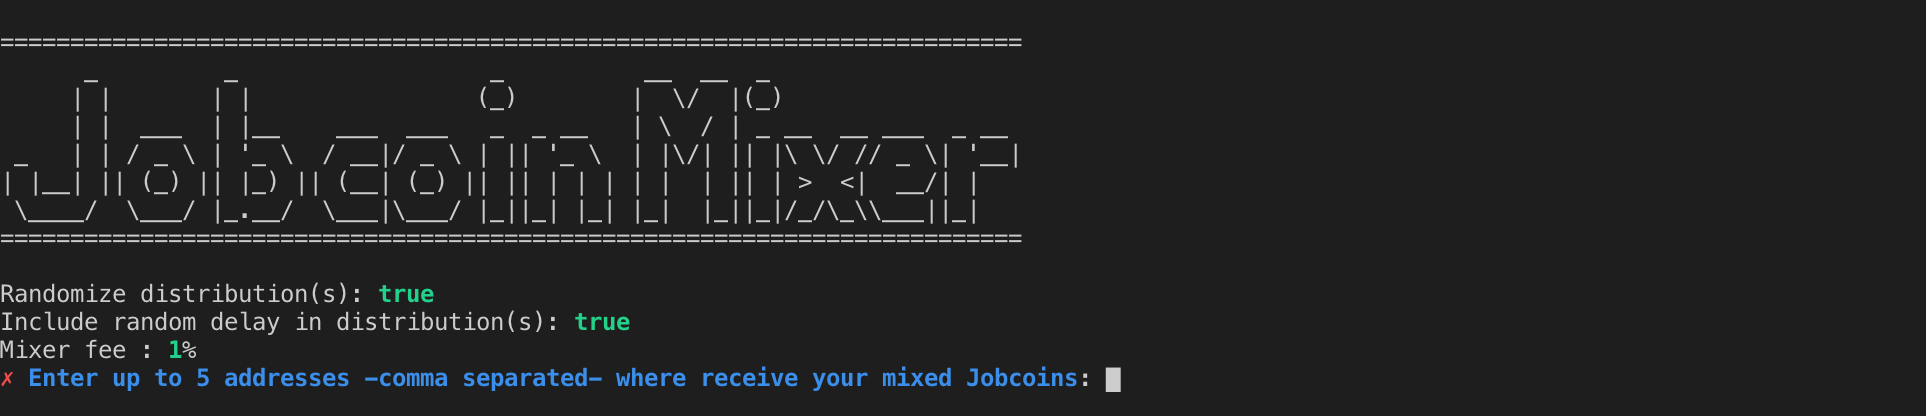 =========================================================================
Jobcoin Mixer
=========================================================================
Randomize distribution(s): true
Include random delay in distribution(s): true
Mixer fee : 1%
✗ Enter up to 5 addresses –comma separated– where receive your mixed Jobcoins: